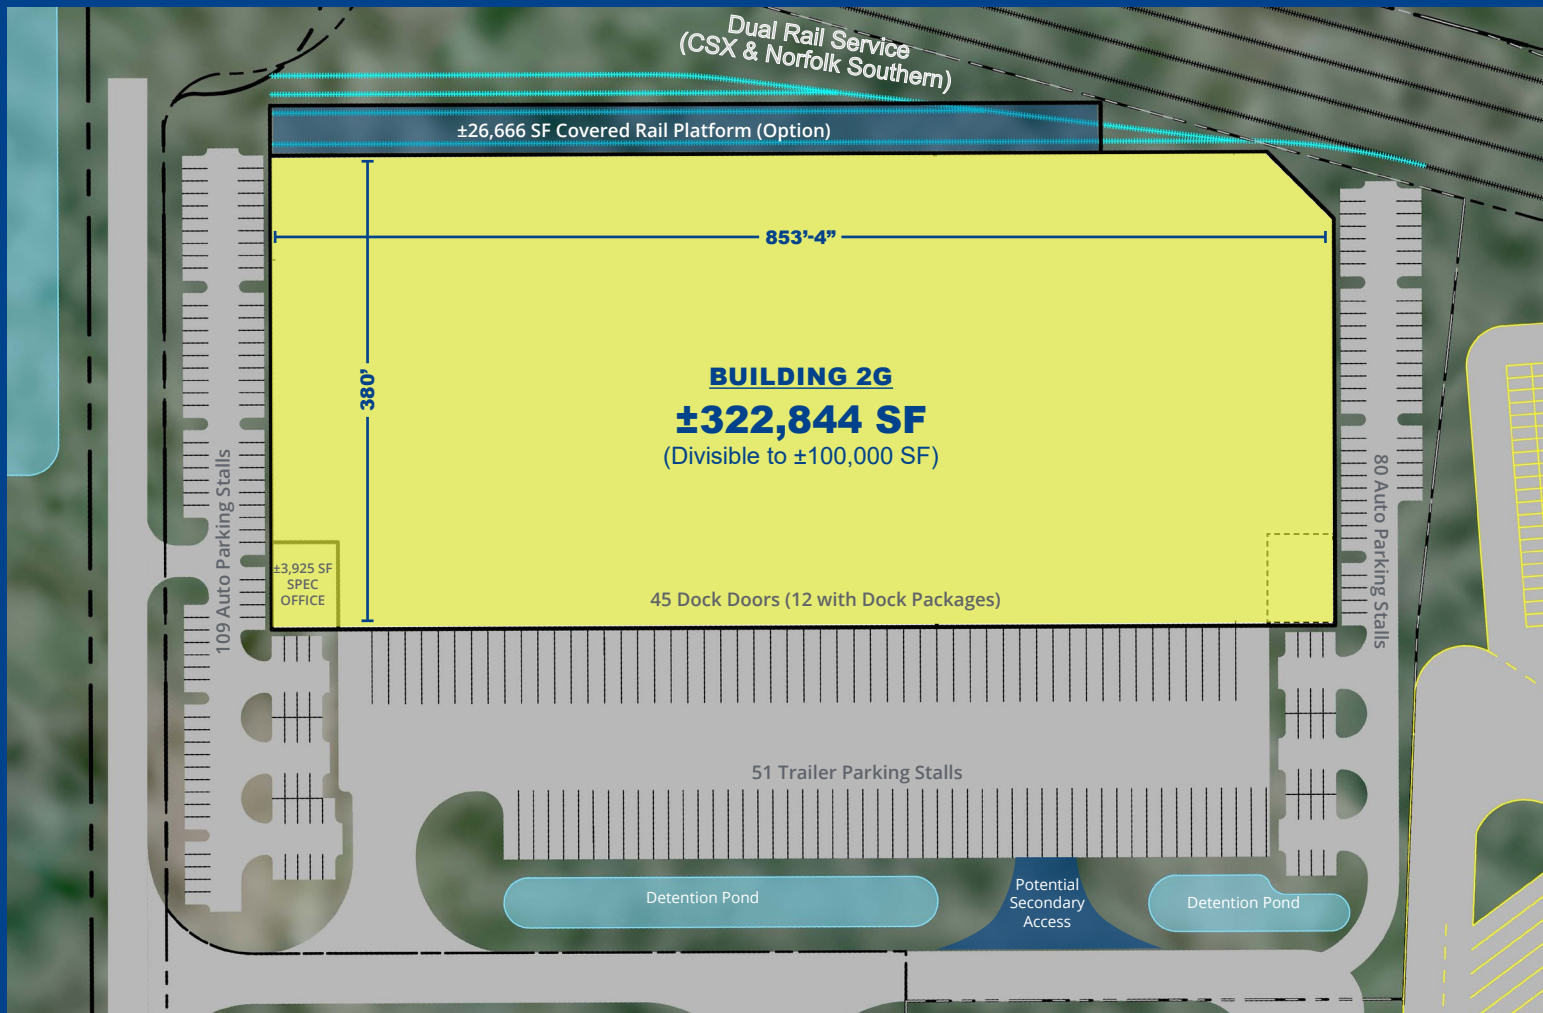 Dual Rail Service
(CSX & Norfolk Southern)
±26,666 SF Covered Rail Platform (Option)
853’-4”
380’
BUILDING 2G
±322,844 SF
(Divisible to ±100,000 SF)
109 Auto Parking Stalls
80 Auto Parking Stalls
±3,925 SF
SPEC
OFFICE
45 Dock Doors (12 with Dock Packages)
51 Trailer Parking Stalls
Detention Pond
Potential
Secondary
Access
Detention Pond